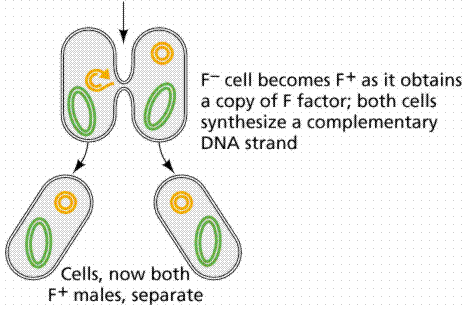 F⁻ cell becomes F⁺ as it obtains
a copy of F factor; both cells
synthesize a complementary
DNA strand
Cells, now both
F⁺ males, separate